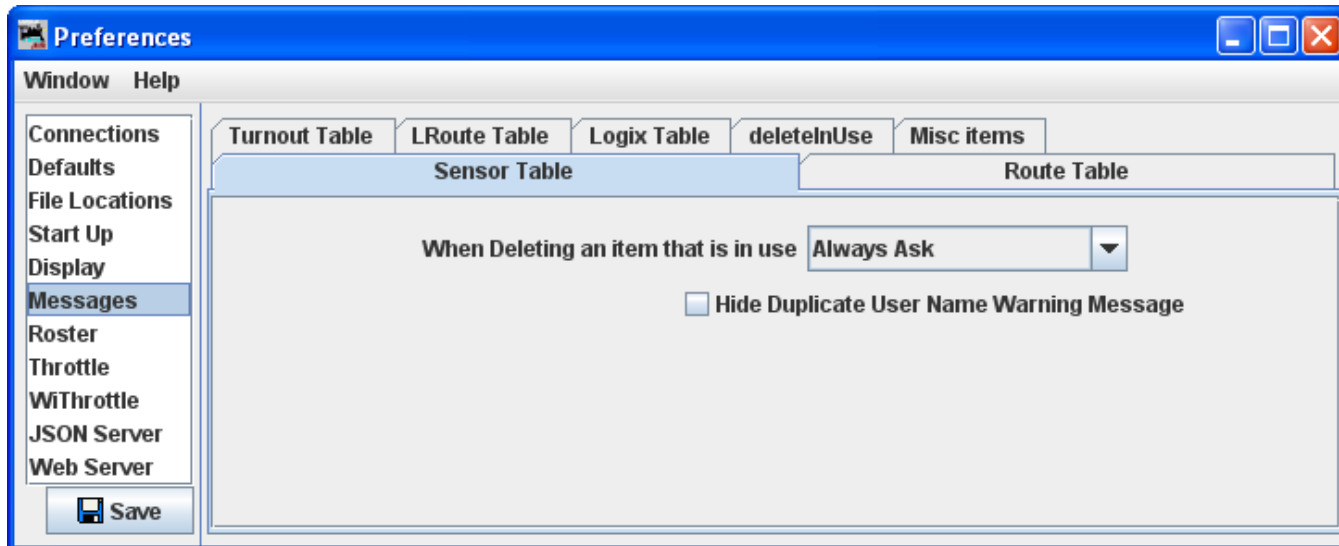 Preferences
Window Help
Connections
Defaults
File Locations
Start Up
Display
Messages
Roster
Throttle
WiThrottle
JSON Server
Web Server
Save
Turnout Table LRoute Table Logix Table deleteInUse Misc items
Sensor Table Route Table
When Deleting an item that is in use Always Ask
Hide Duplicate User Name Warning Message